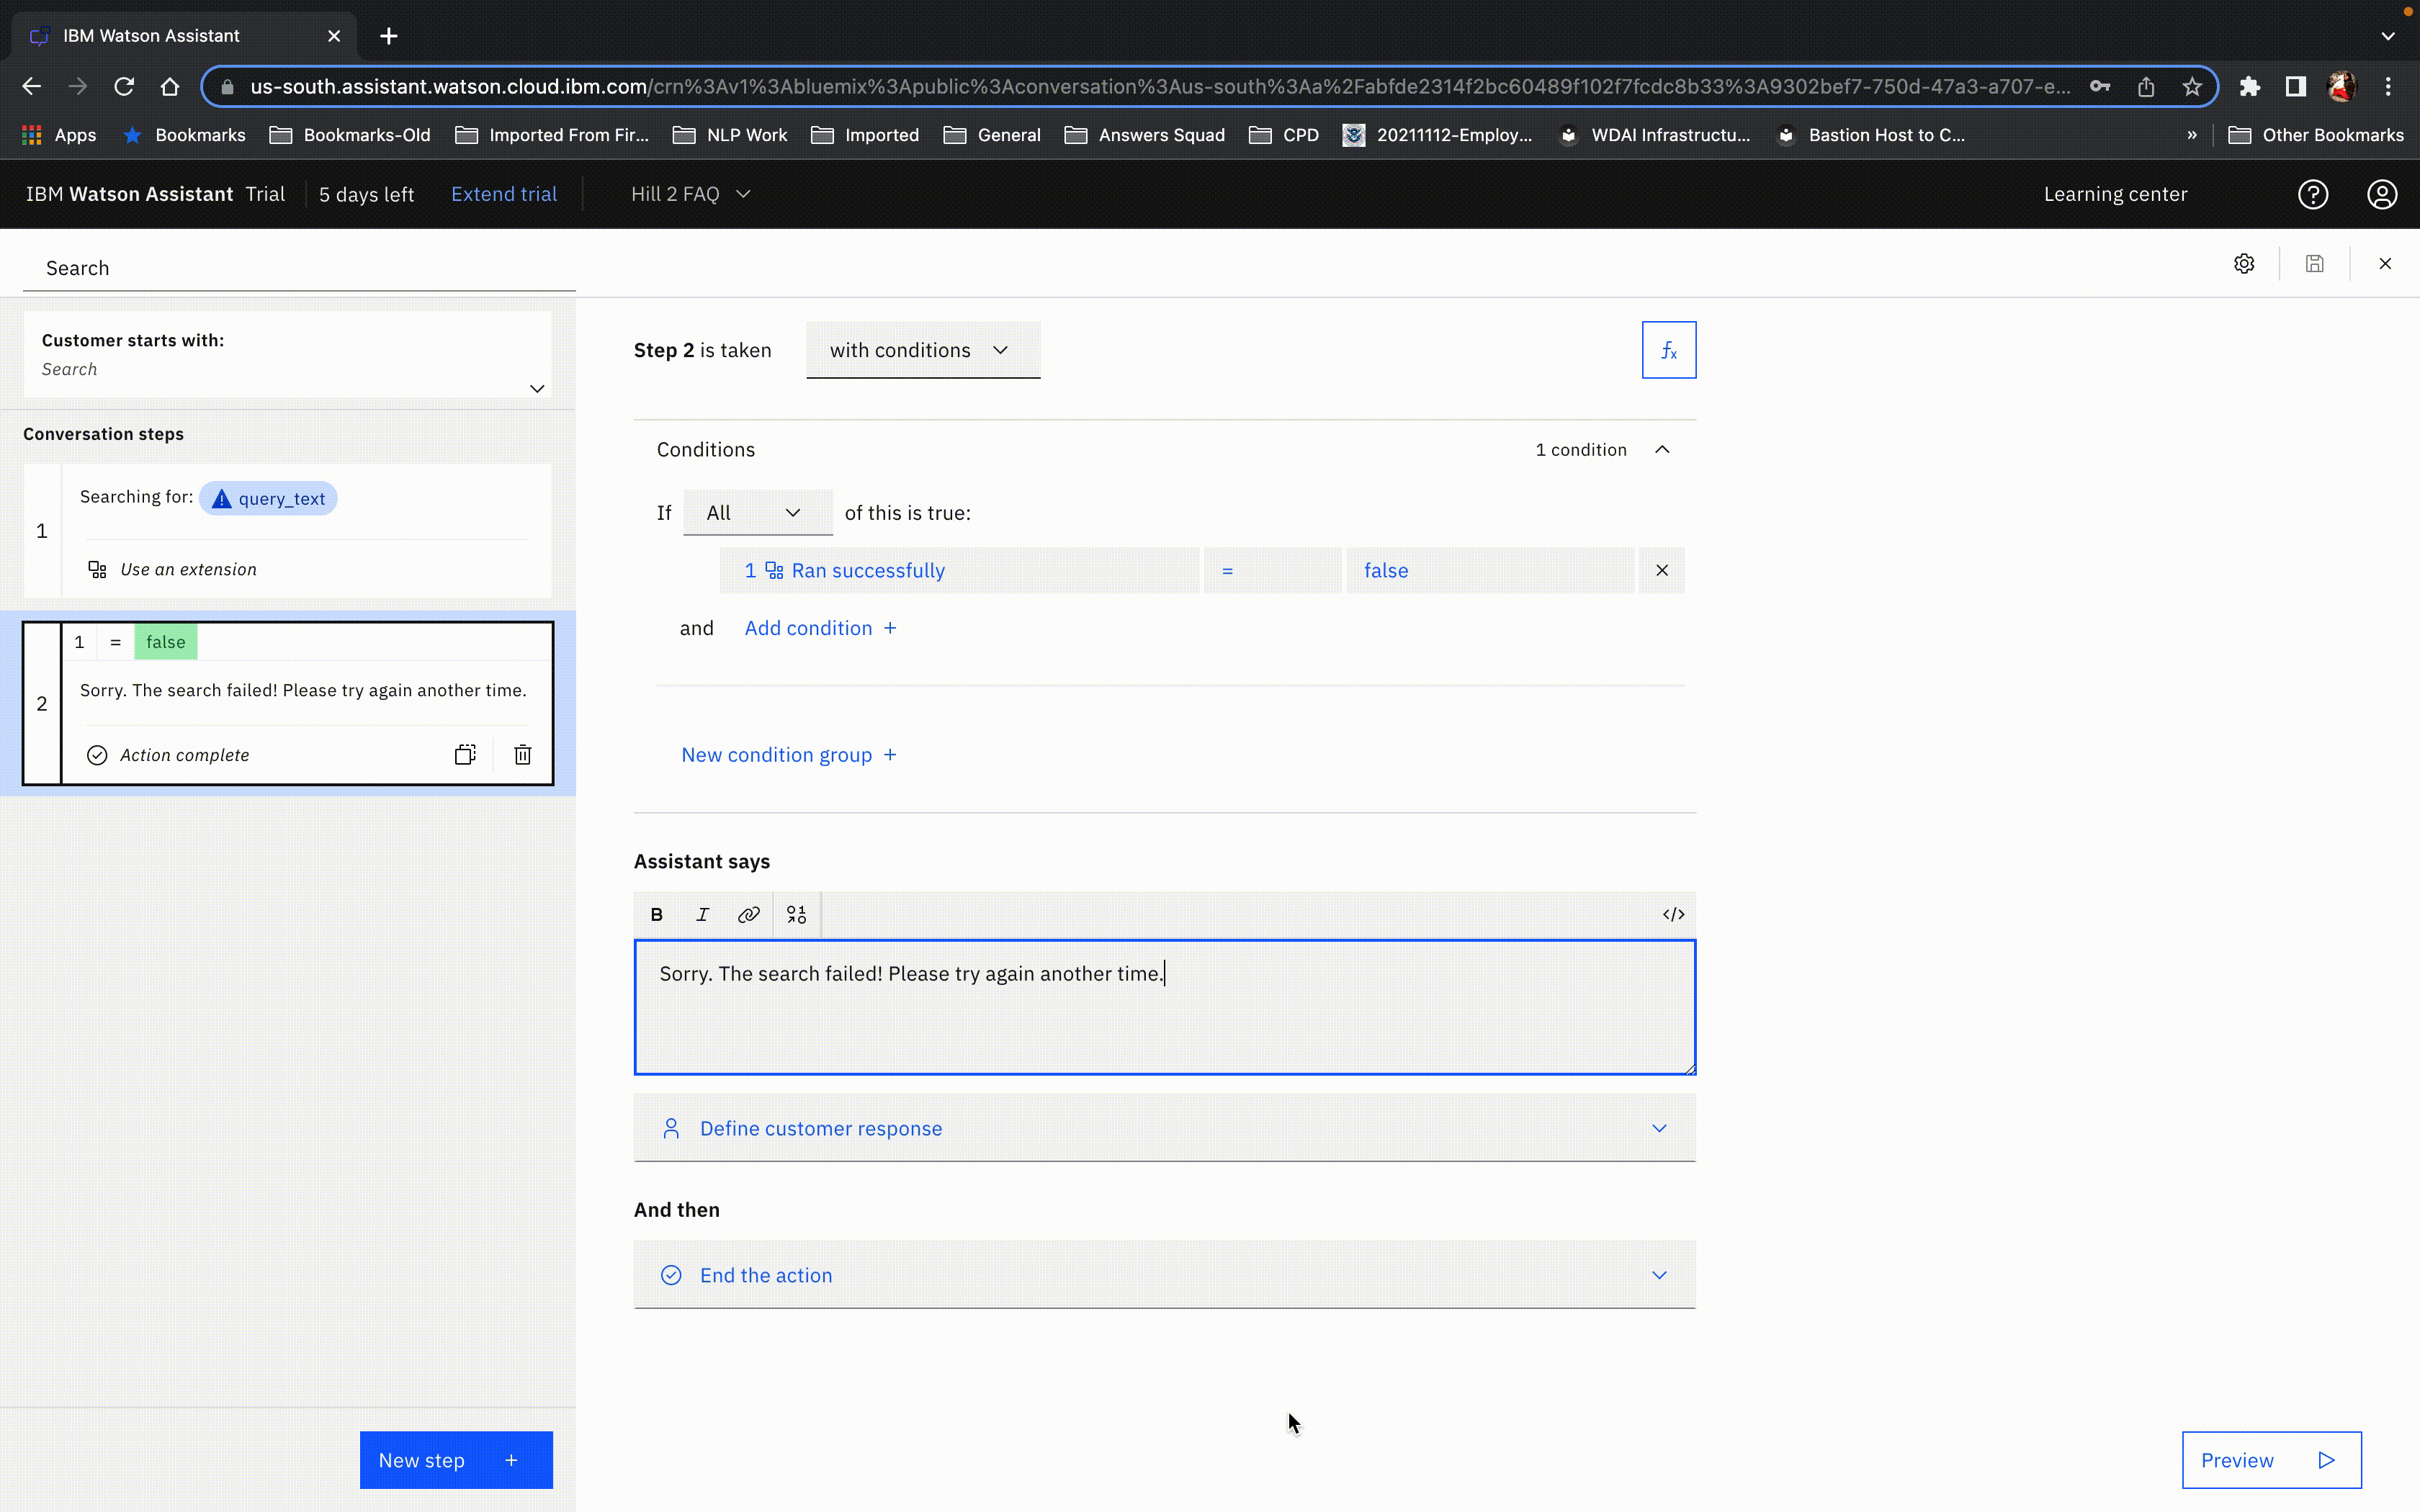 IBM Watson Assistant
us-south.assistant.watson.cloud.ibm.com/crn%3Av1%3Abluemix%3Apublic%3Aconversation%3Aus-south%3Aa%2Fabfde2314f2bc60489f102f7fcdc8b33%3A9302bef7-750d-47a3-a707-e...
Apps Bookmarks Bookmarks-Old Imported From Fir... NLP Work Imported General Answers Squad CPD 20211112-Employ... WDAI Infrastructu... Bastion Host to C... » Other Bookmarks
IBM Watson Assistant Trial 5 days left Extend trial Hill 2 FAQ Learning center
Search
Customer starts with:
Search
Conversation steps
1
Searching for: query_text
Use an extension
2
1 = false
Sorry. The search failed! Please try again another time.
Action complete
New step +
Step 2 is taken with conditions fx
Conditions 1 condition
If All of this is true:
1 Ran successfully = false
and Add condition +
New condition group +
Assistant says
B I </>
Sorry. The search failed! Please try again another time.
Define customer response
And then
End the action
Preview